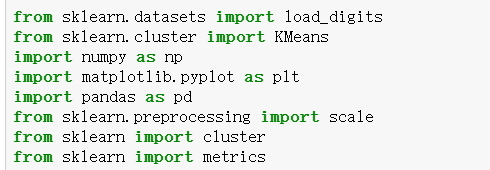 from sklearn.datasets import load_digits
from sklearn.cluster import KMeans
import numpy as np
import matplotlib.pyplot as plt
import pandas as pd
from sklearn.preprocessing import scale
from sklearn import cluster
from sklearn import metrics